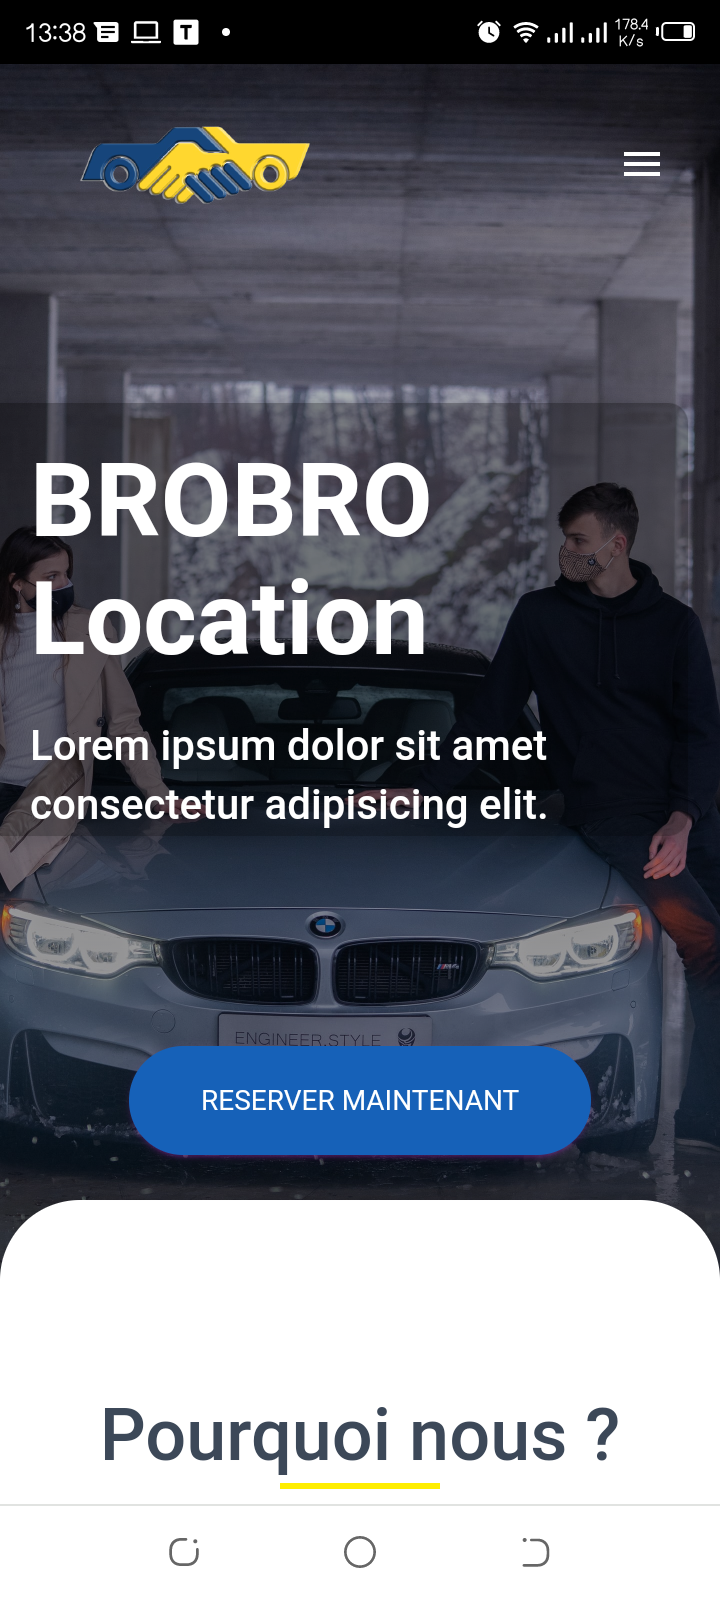 13:38
178.4
K/s
BROBRO
Location
Lorem ipsum dolor sit amet
consectetur adipisicing elit.
ENGINEER.STYLE
RESERVER MAINTENANT
Pourquoi nous ?